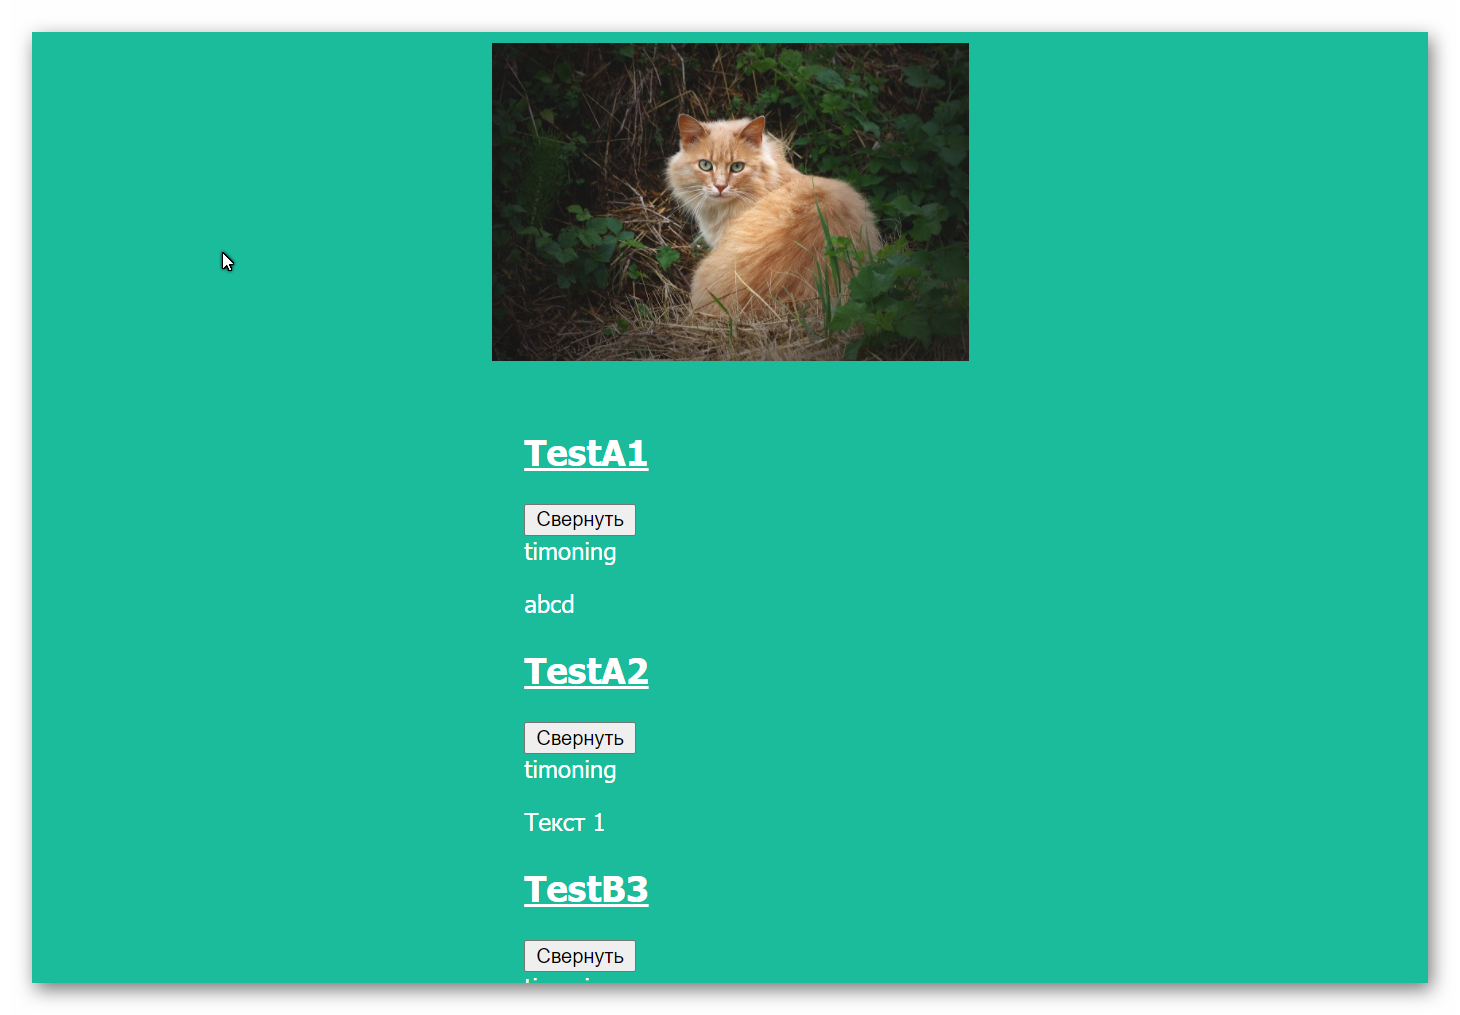 TestA1
Свернуть
timoning
abcd
TestA2
Свернуть
timoning
Текст 1
TestB3
Свернуть